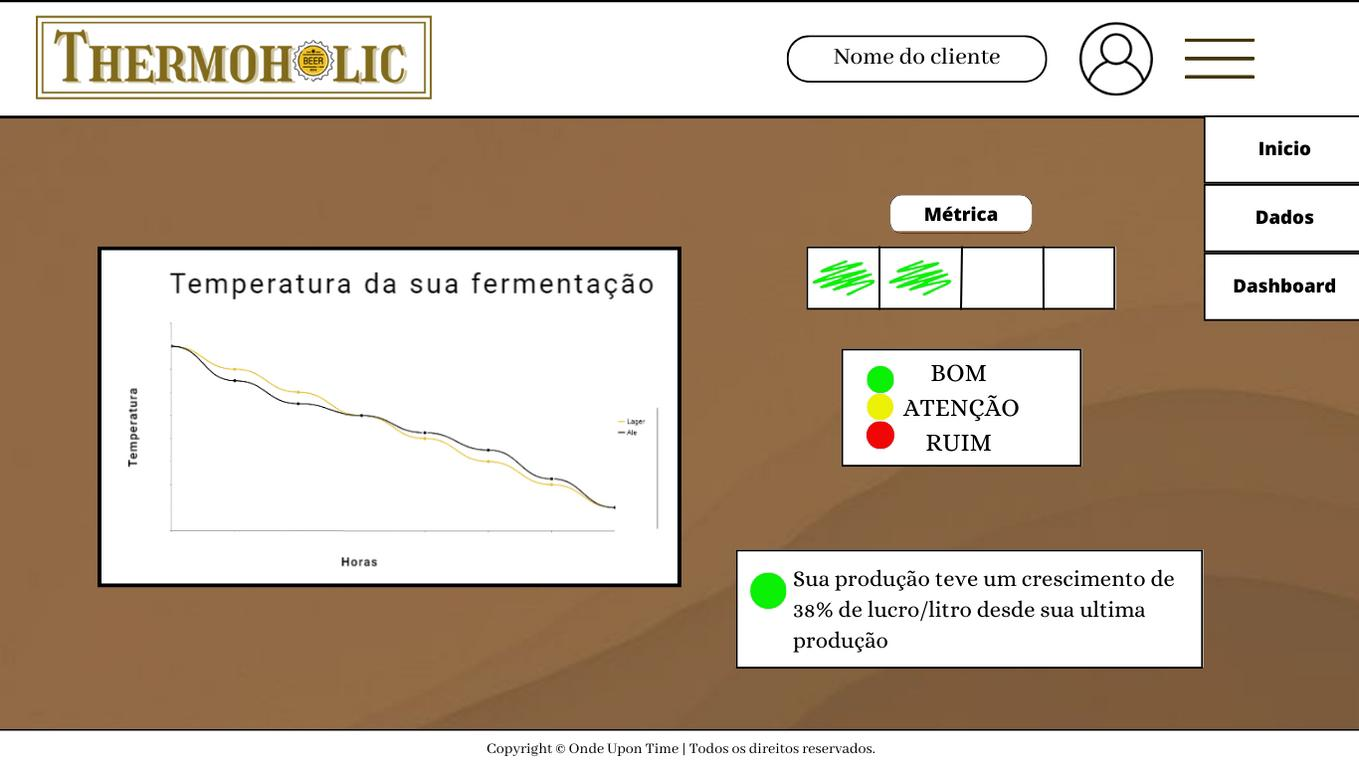 THERMOHOLIC
BEER
Nome do cliente
Inicio
Dados
Dashboard
Métrica
Temperatura da sua fermentação
Temperatura
Lager
Ale
Horas
BOM
ATENÇÃO
RUIM
Sua produção teve um crescimento de
38% de lucro/litro desde sua ultima
produção
Copyright © Onde Upon Time | Todos os direitos reservados.